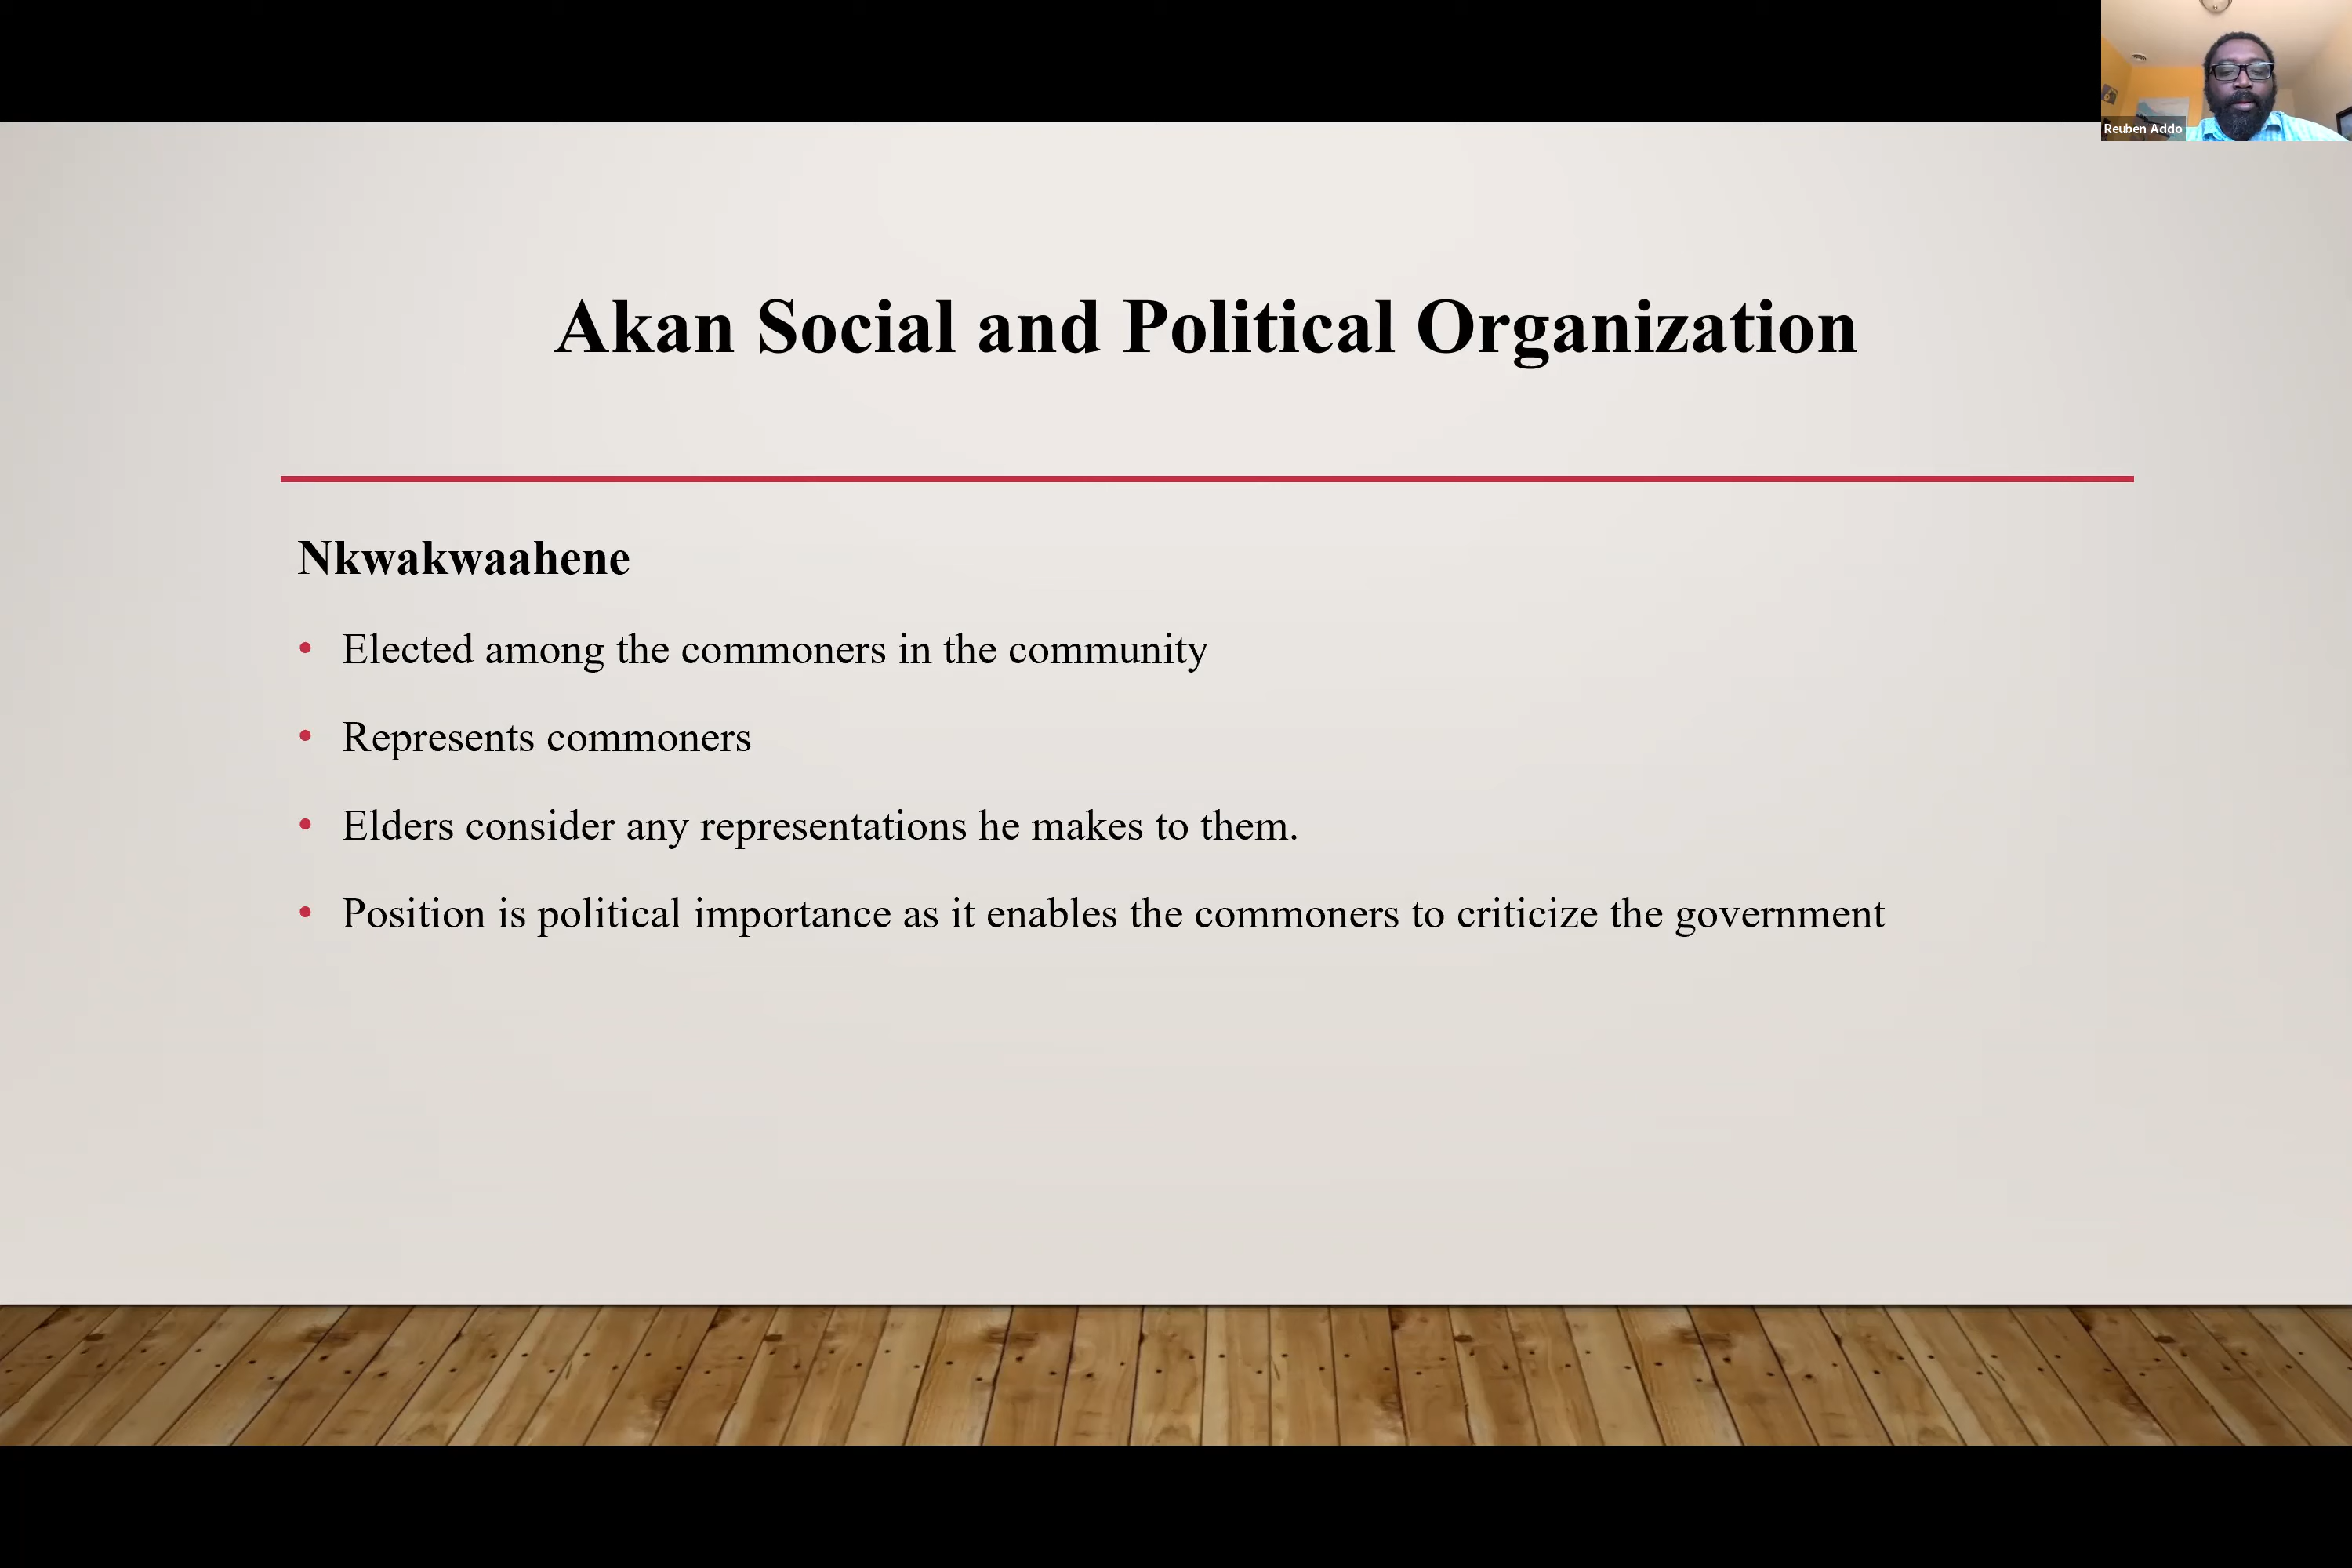 Reuben Addo
Akan Social and Political Organization
Nkwakwaahene
• Elected among the commoners in the community
• Represents commoners
• Elders consider any representations he makes to them.
• Position is political importance as it enables the commoners to criticize the government